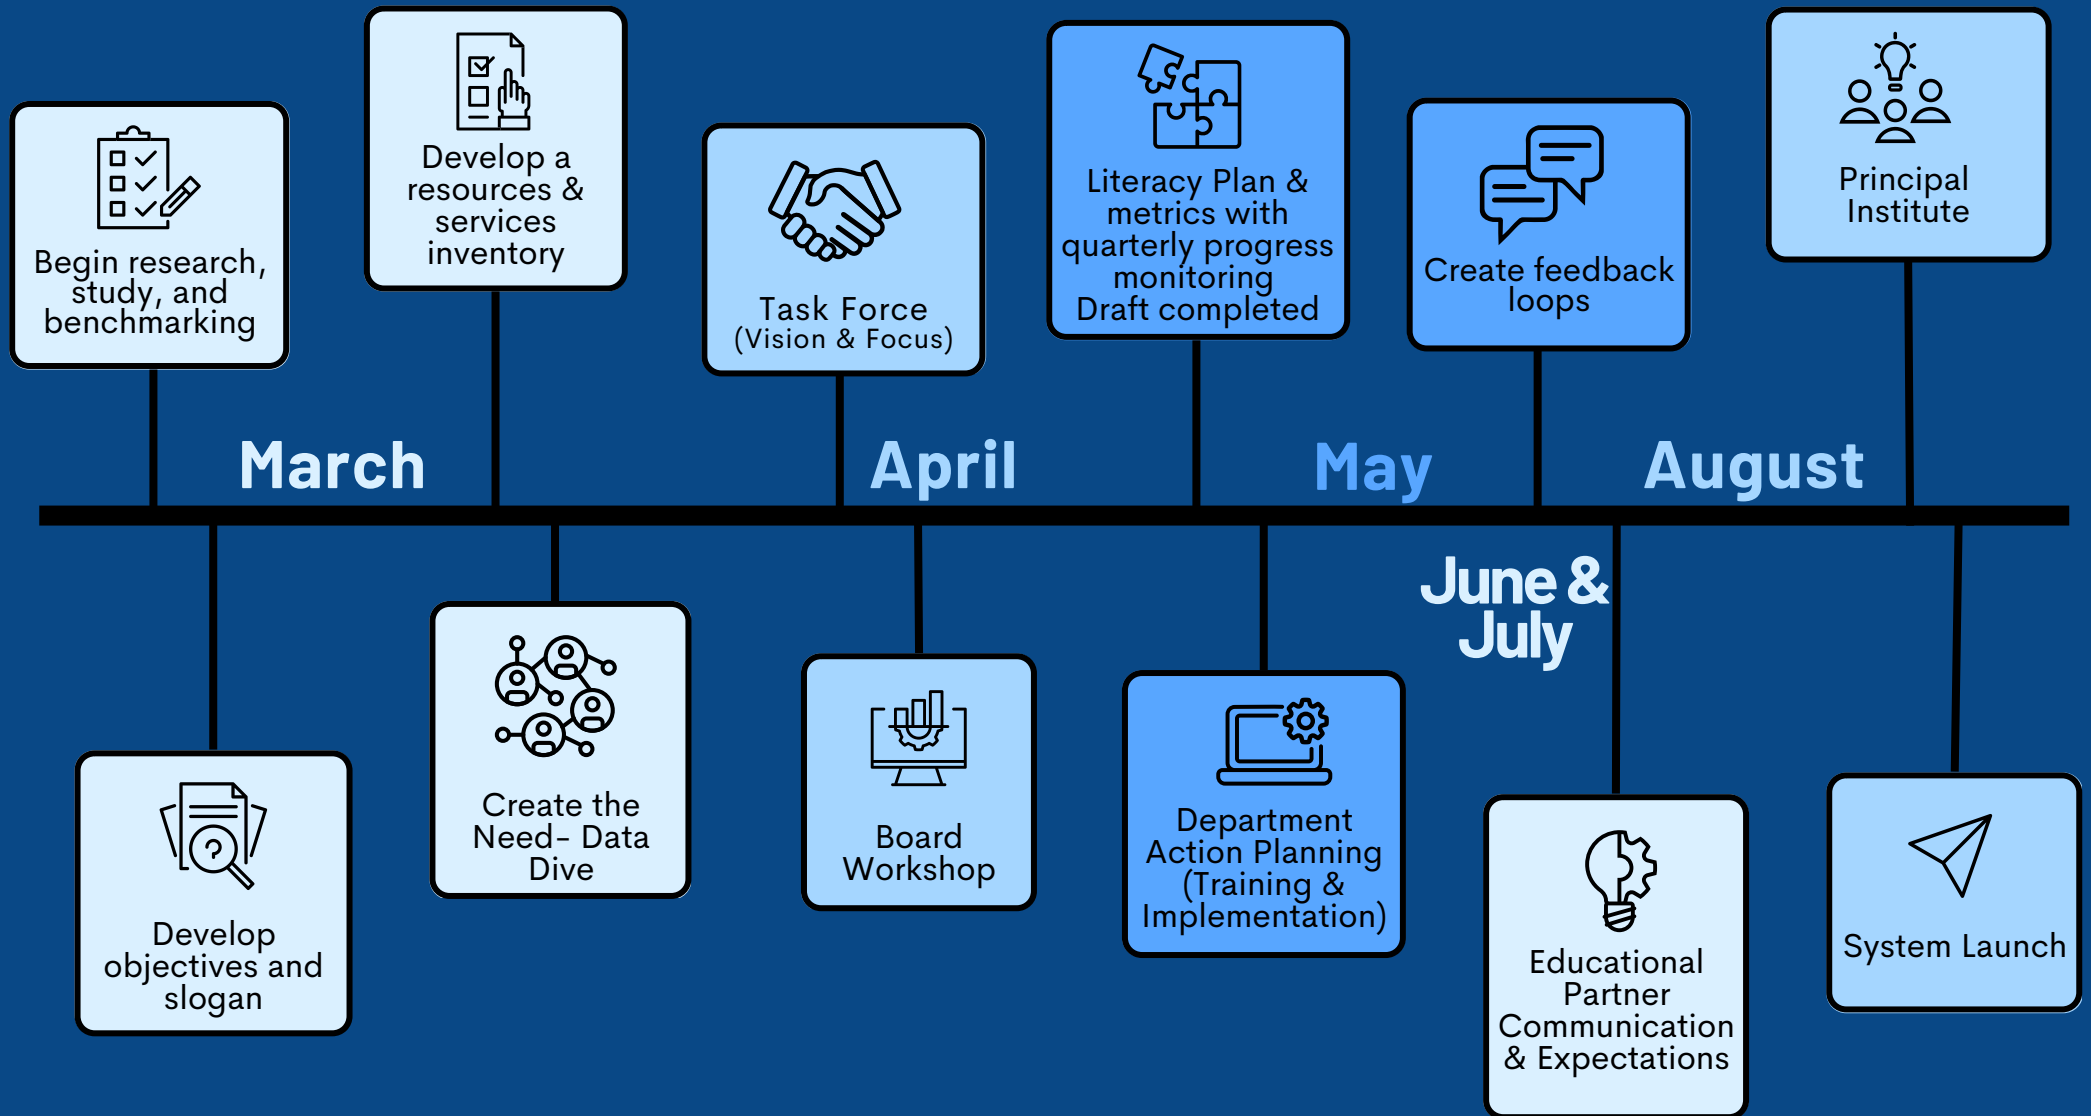 Begin research,
study, and
benchmarking
Develop a
resources &
services
inventory
Task Force
(Vision & Focus)
Literacy Plan &
metrics with
quarterly progress
monitoring
Draft completed
Create feedback
loops
Principal
Institute
March
April
May
August
June &
July
Develop
objectives and
slogan
Create the
Need- Data
Dive
Board
Workshop
Department
Action Planning
(Training &
Implementation)
Educational
Partner
Communication
& Expectations
System Launch